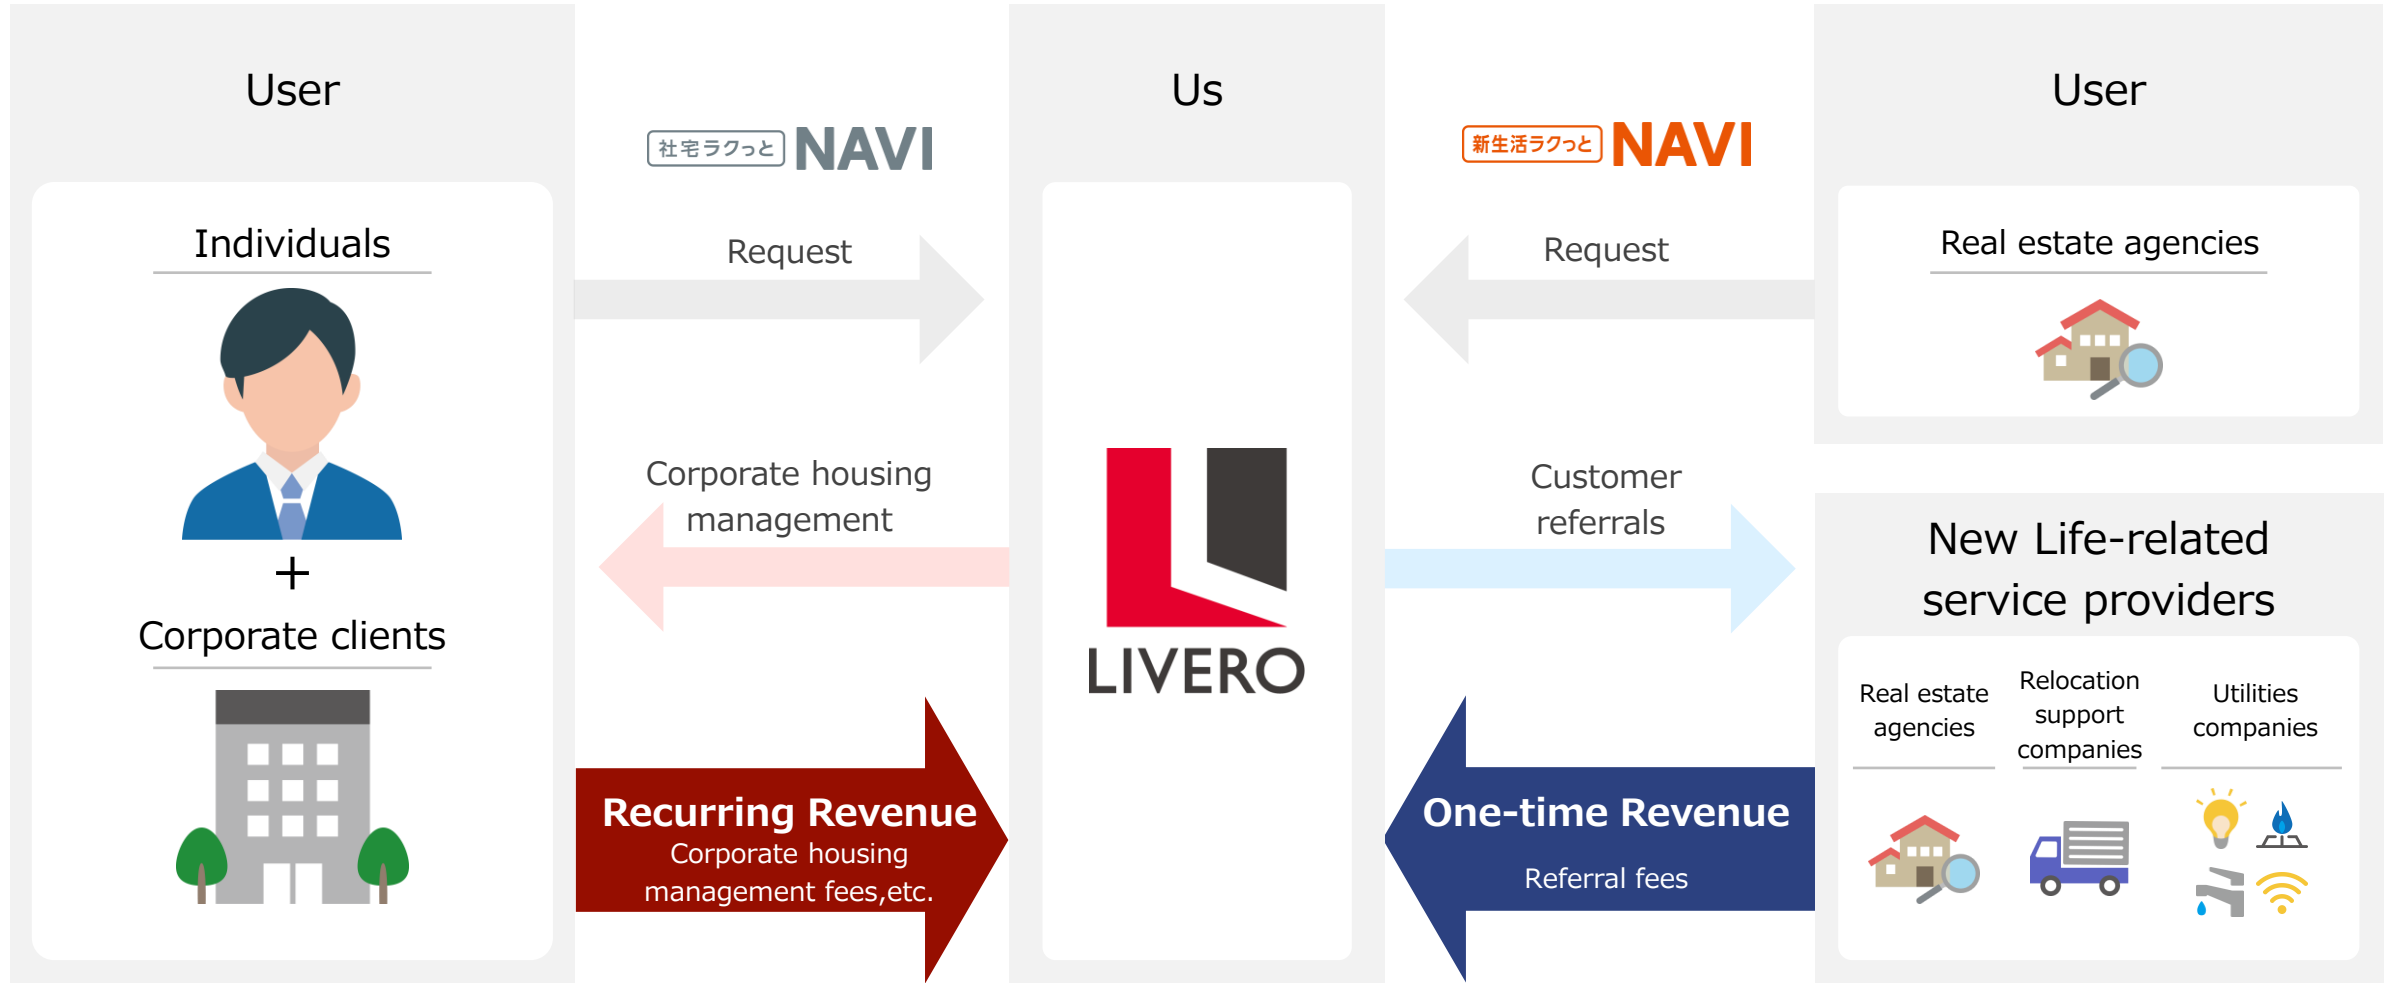 User
Individuals
+
Corporate clients
社宅ラクっと NAVI
Request
Corporate housing
management
Recurring Revenue
Corporate housing
management fees,etc.
Us
LIVERO
新生活ラクっと NAVI
Request
Customer
referrals
One-time Revenue
Referral fees
User
Real estate agencies
New Life-related
service providers
Real estate
agencies
Relocation
support
companies
Utilities
companies